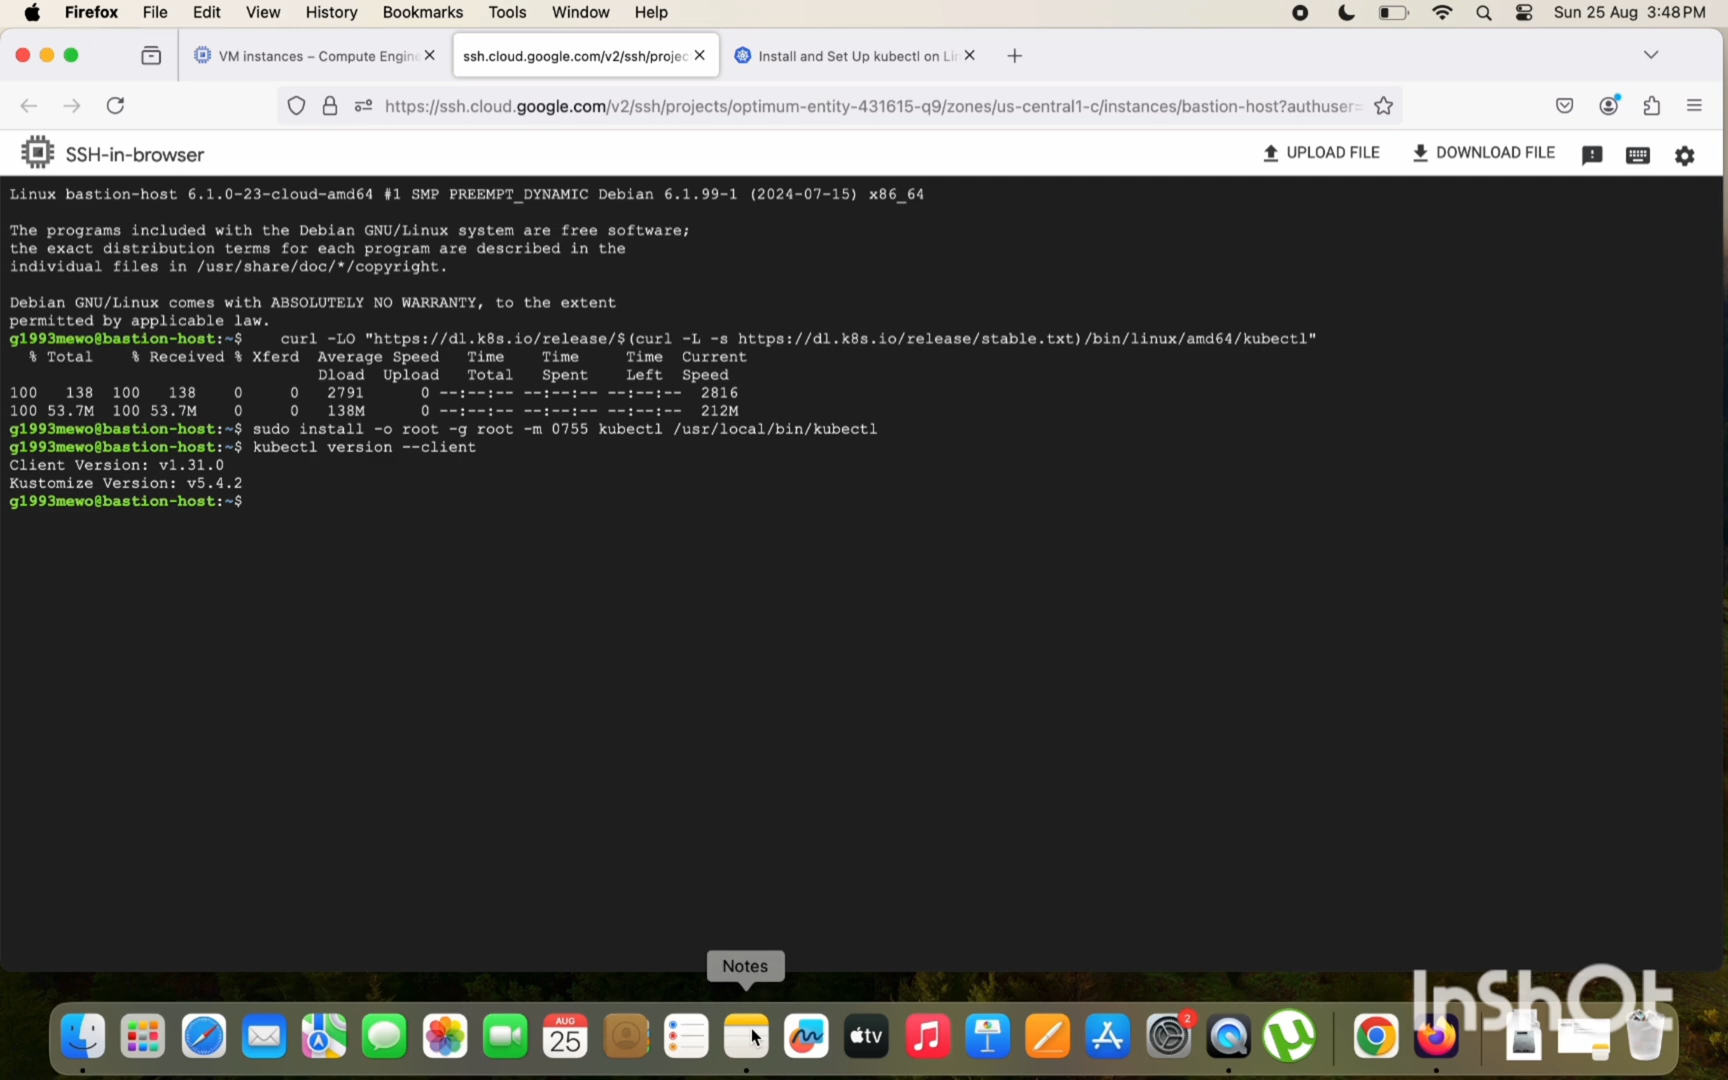 Firefox File Edit View History Bookmarks Tools Window Help Sun 25 Aug 3:48 PM
VM instances – Compute Engine ssh.cloud.google.com/v2/ssh/projec Install and Set Up kubectl on Lin
https://ssh.cloud.google.com/v2/ssh/projects/optimum-entity-431615-q9/zones/us-central1-c/instances/bastion-host?authuser=
SSH-in-browser UPLOAD FILE DOWNLOAD FILE
Linux bastion-host 6.1.0-23-cloud-amd64 #1 SMP PREEMPT_DYNAMIC Debian 6.1.99-1 (2024-07-15) x86_64
The programs included with the Debian GNU/Linux system are free software;
the exact distribution terms for each program are described in the
individual files in /usr/share/doc/*/copyright.
Debian GNU/Linux comes with ABSOLUTELY NO WARRANTY, to the extent
permitted by applicable law.
g1993mewo@bastion-host:~$    curl -LO "https://dl.k8s.io/release/$(curl -L -s https://dl.k8s.io/release/stable.txt)/bin/linux/amd64/kubectl"
  % Total    % Received % Xferd  Average Speed   Time    Time     Time  Current
                                 Dload  Upload   Total   Spent    Left  Speed
100   138  100   138    0     0   2791      0 --:--:-- --:--:-- --:--:--  2816
100 53.7M  100 53.7M    0     0   138M      0 --:--:-- --:--:-- --:--:--  212M
g1993mewo@bastion-host:~$ sudo install -o root -g root -m 0755 kubectl /usr/local/bin/kubectl
g1993mewo@bastion-host:~$ kubectl version --client
Client Version: v1.31.0
Kustomize Version: v5.4.2
g1993mewo@bastion-host:~$
Notes
InShOt
AUG
25
tv
2